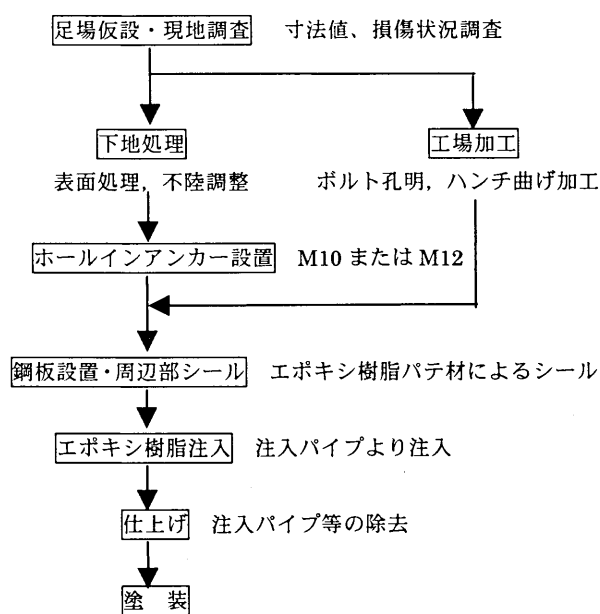 足場仮設・現地調査 寸法値、損傷状況調査
下地処理 工場加工
表面処理, 不陸調整 ボルト孔明, ハンチ曲げ加工
ホールインアンカー設置 M10 または M12
鋼板設置・周辺部シール エポキシ樹脂パテ材によるシール
エポキシ樹脂注入 注入パイプより注入
仕上げ 注入パイプ等の除去
塗 装